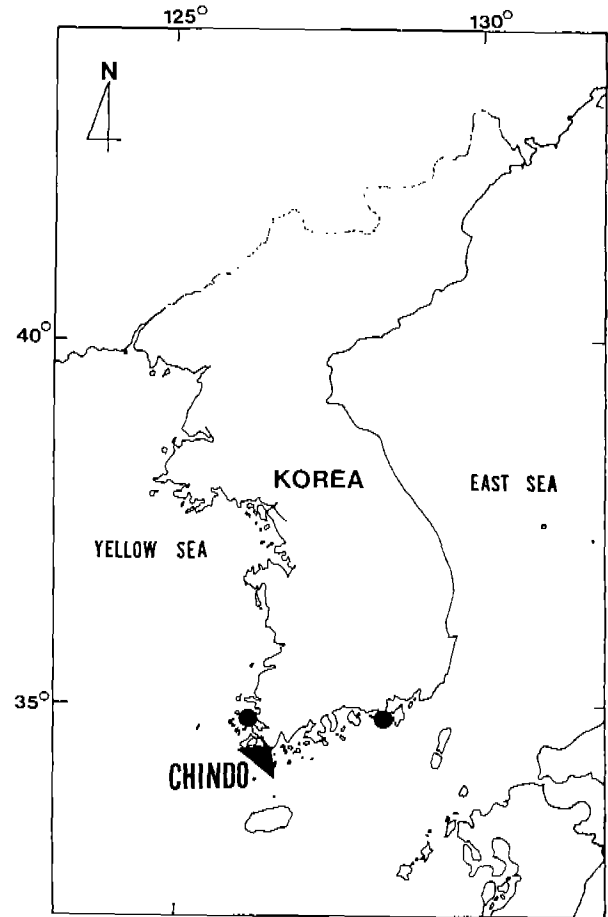 125° 130°
N
40°
KOREA EAST SEA
YELLOW SEA
35°
CHINDO